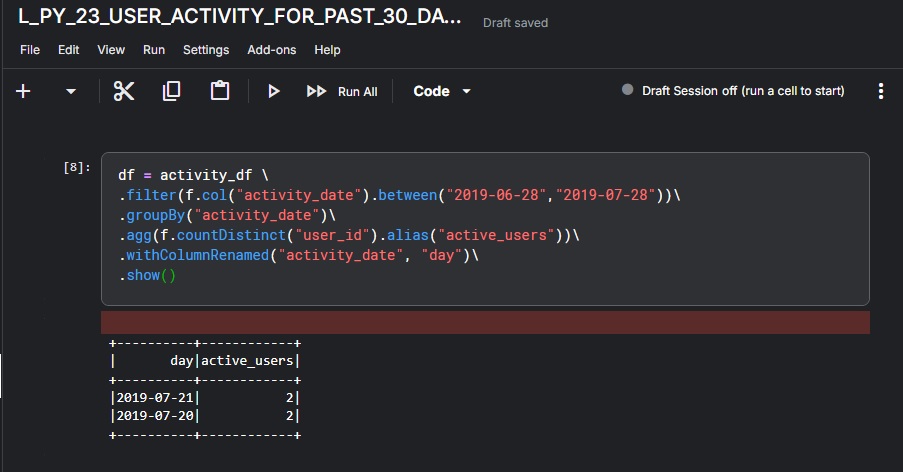 L_PY_23_USER_ACTIVITY_FOR_PAST_30_DA... Draft saved
File Edit View Run Settings Add-ons Help
Run All Code Draft Session off (run a cell to start)
[8]:
df = activity_df \
.filter(f.col("activity_date").between("2019-06-28","2019-07-28"))\
.groupBy("activity_date")\
.agg(f.countDistinct("user_id").alias("active_users"))\
.withColumnRenamed("activity_date", "day")\
.show()
+----------+------------+
|       day|active_users|
+----------+------------+
|2019-07-21|           2|
|2019-07-20|           2|
+----------+------------+